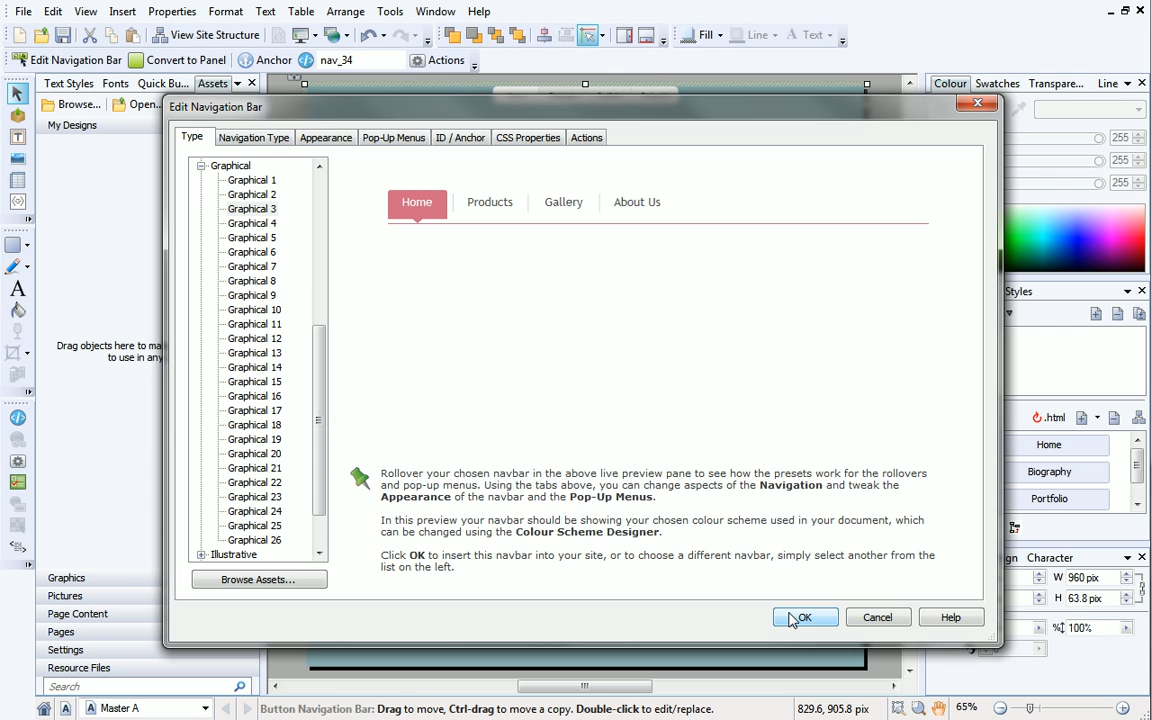 File Edit View Insert Properties Format Text Table Arrange Tools Window Help
View Site Structure Fill Line Text
Edit Navigation Bar Convert to Panel Anchor nav_34 Actions
Text Styles Fonts Quick Bu... Assets Colour Swatches Transpare... Line
Browse... Open...
My Designs
Edit Navigation Bar
Type Navigation Type Appearance Pop-Up Menus ID / Anchor CSS Properties Actions
255
255
255
Graphical
Graphical 1
Graphical 2
Graphical 3
Graphical 4
Graphical 5
Graphical 6
Graphical 7
Graphical 8
Graphical 9
Graphical 10
Graphical 11
Graphical 12
Graphical 13
Graphical 14
Graphical 15
Graphical 16
Graphical 17
Graphical 18
Graphical 19
Graphical 20
Graphical 21
Graphical 22
Graphical 23
Graphical 24
Graphical 25
Graphical 26
Illustrative
Browse Assets...
Home Products Gallery About Us
Rollover your chosen navbar in the above live preview pane to see how the presets work for the rollovers
and pop-up menus. Using the tabs above, you can change aspects of the Navigation and tweak the
Appearance of the navbar and the Pop-Up Menus.
In this preview your navbar should be showing your chosen colour scheme used in your document, which
can be changed using the Colour Scheme Designer.
Click OK to insert this navbar into your site, or to choose a different navbar, simply select another from the
list on the left.
OK Cancel Help
Drag objects here to ma
to use in any
Graphics
Pictures
Page Content
Pages
Settings
Resource Files
Search
Styles
.html
Home
Biography
Portfolio
gn Character
W 960 pix
H 63.8 pix
100%
A Master A Button Navigation Bar: Drag to move, Ctrl-drag to move a copy. Double-click to edit/replace. 829.6, 905.8 pix 65%